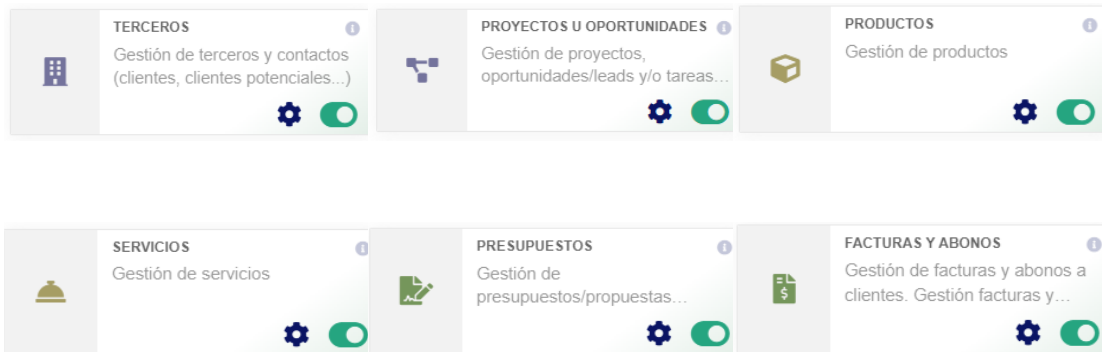 TERCEROS
Gestión de terceros y contactos
(clientes, clientes potenciales...)
PROYECTOS U OPORTUNIDADES
Gestión de proyectos,
oportunidades/leads y/o tareas...
PRODUCTOS
Gestión de productos
SERVICIOS
Gestión de servicios
PRESUPUESTOS
Gestión de
presupuestos/propuestas...
FACTURAS Y ABONOS
Gestión de facturas y abonos a
clientes. Gestión facturas y...